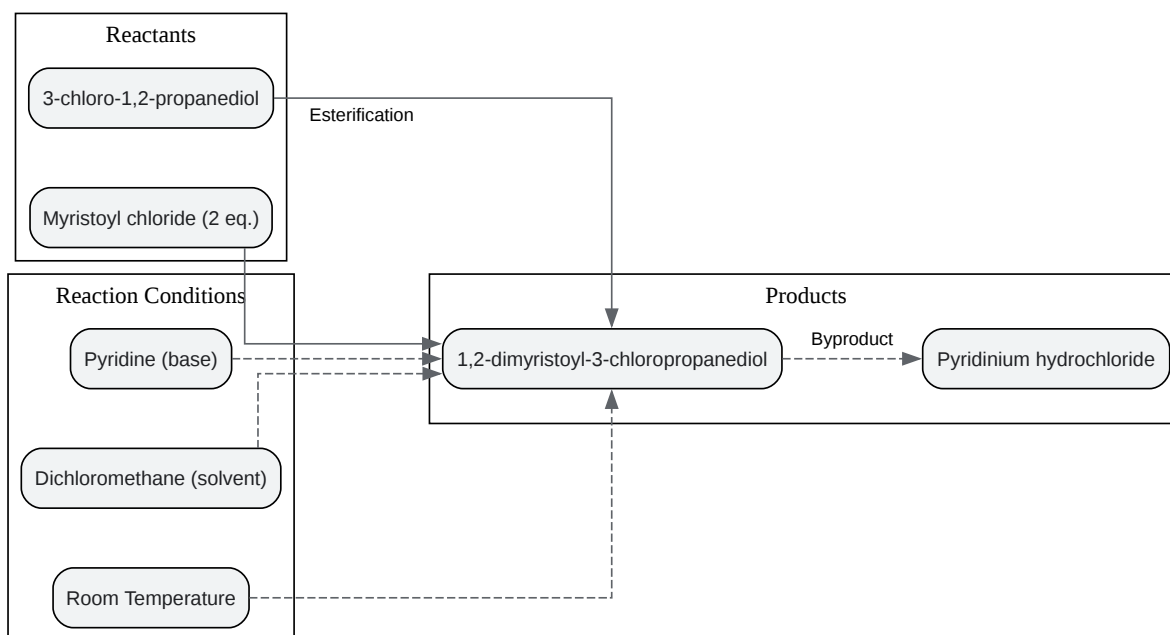 Reactants
3-chloro-1,2-propanediol
Esterification
Myristoyl chloride (2 eq.)
Reaction Conditions
Products
Pyridine (base)
1,2-dimyristoyl-3-chloropropanediol
Byproduct
Pyridinium hydrochloride
Dichloromethane (solvent)
Room Temperature